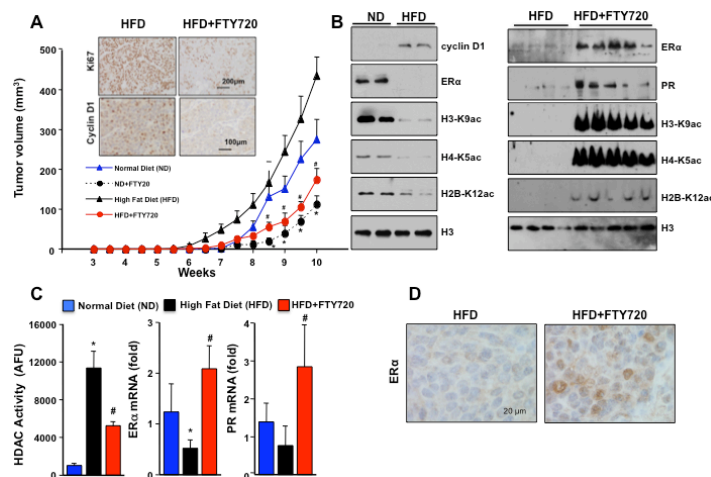 A
HFD
HFD+FTY720
Ki67
200µm
Cyclin D1
100µm
Tumor volume (mm3)
500
400
300
200
100
0
Normal Diet (ND)
ND+FTY20
High Fat Diet (HFD)
HFD+FTY720
* * * * #
# # # #
3 4 5 6 7 8 9 10
Weeks
B
ND
HFD
cyclin D1
ERα
H3-K9ac
H4-K5ac
H2B-K12ac
H3
HFD
HFD+FTY720
ERα
PR
H3-K9ac
H4-K5ac
H2B-K12ac
H3
C
Normal Diet (ND)
High Fat Diet (HFD)
HFD+FTY720
HDAC Activity (AFU)
16000
12000
8000
4000
0
*
#
ERα mRNA (fold)
3
2
1
0
*
#
PR mRNA (fold)
3
2
1
0
#
D
HFD
HFD+FTY720
ERα
20 µm